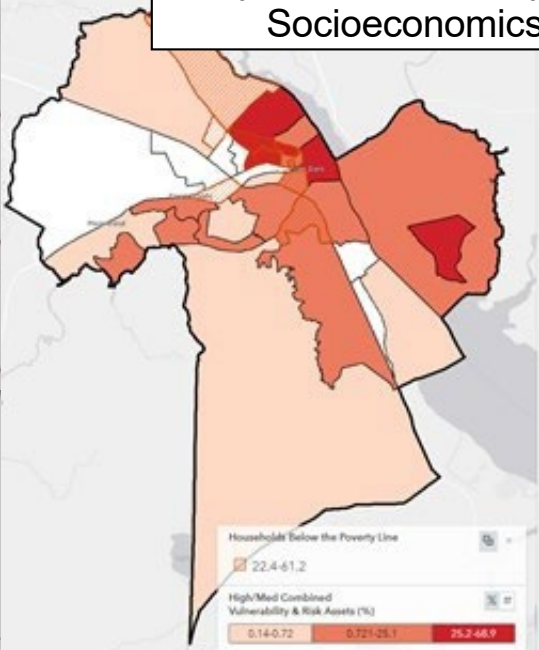 Socioeconomics
Households Below the Poverty Line
22.4-61.2
High/Med Combined
Vulnerability & Risk Assets (%)
0.14-0.72 0.721-25.1 25.2-68.9